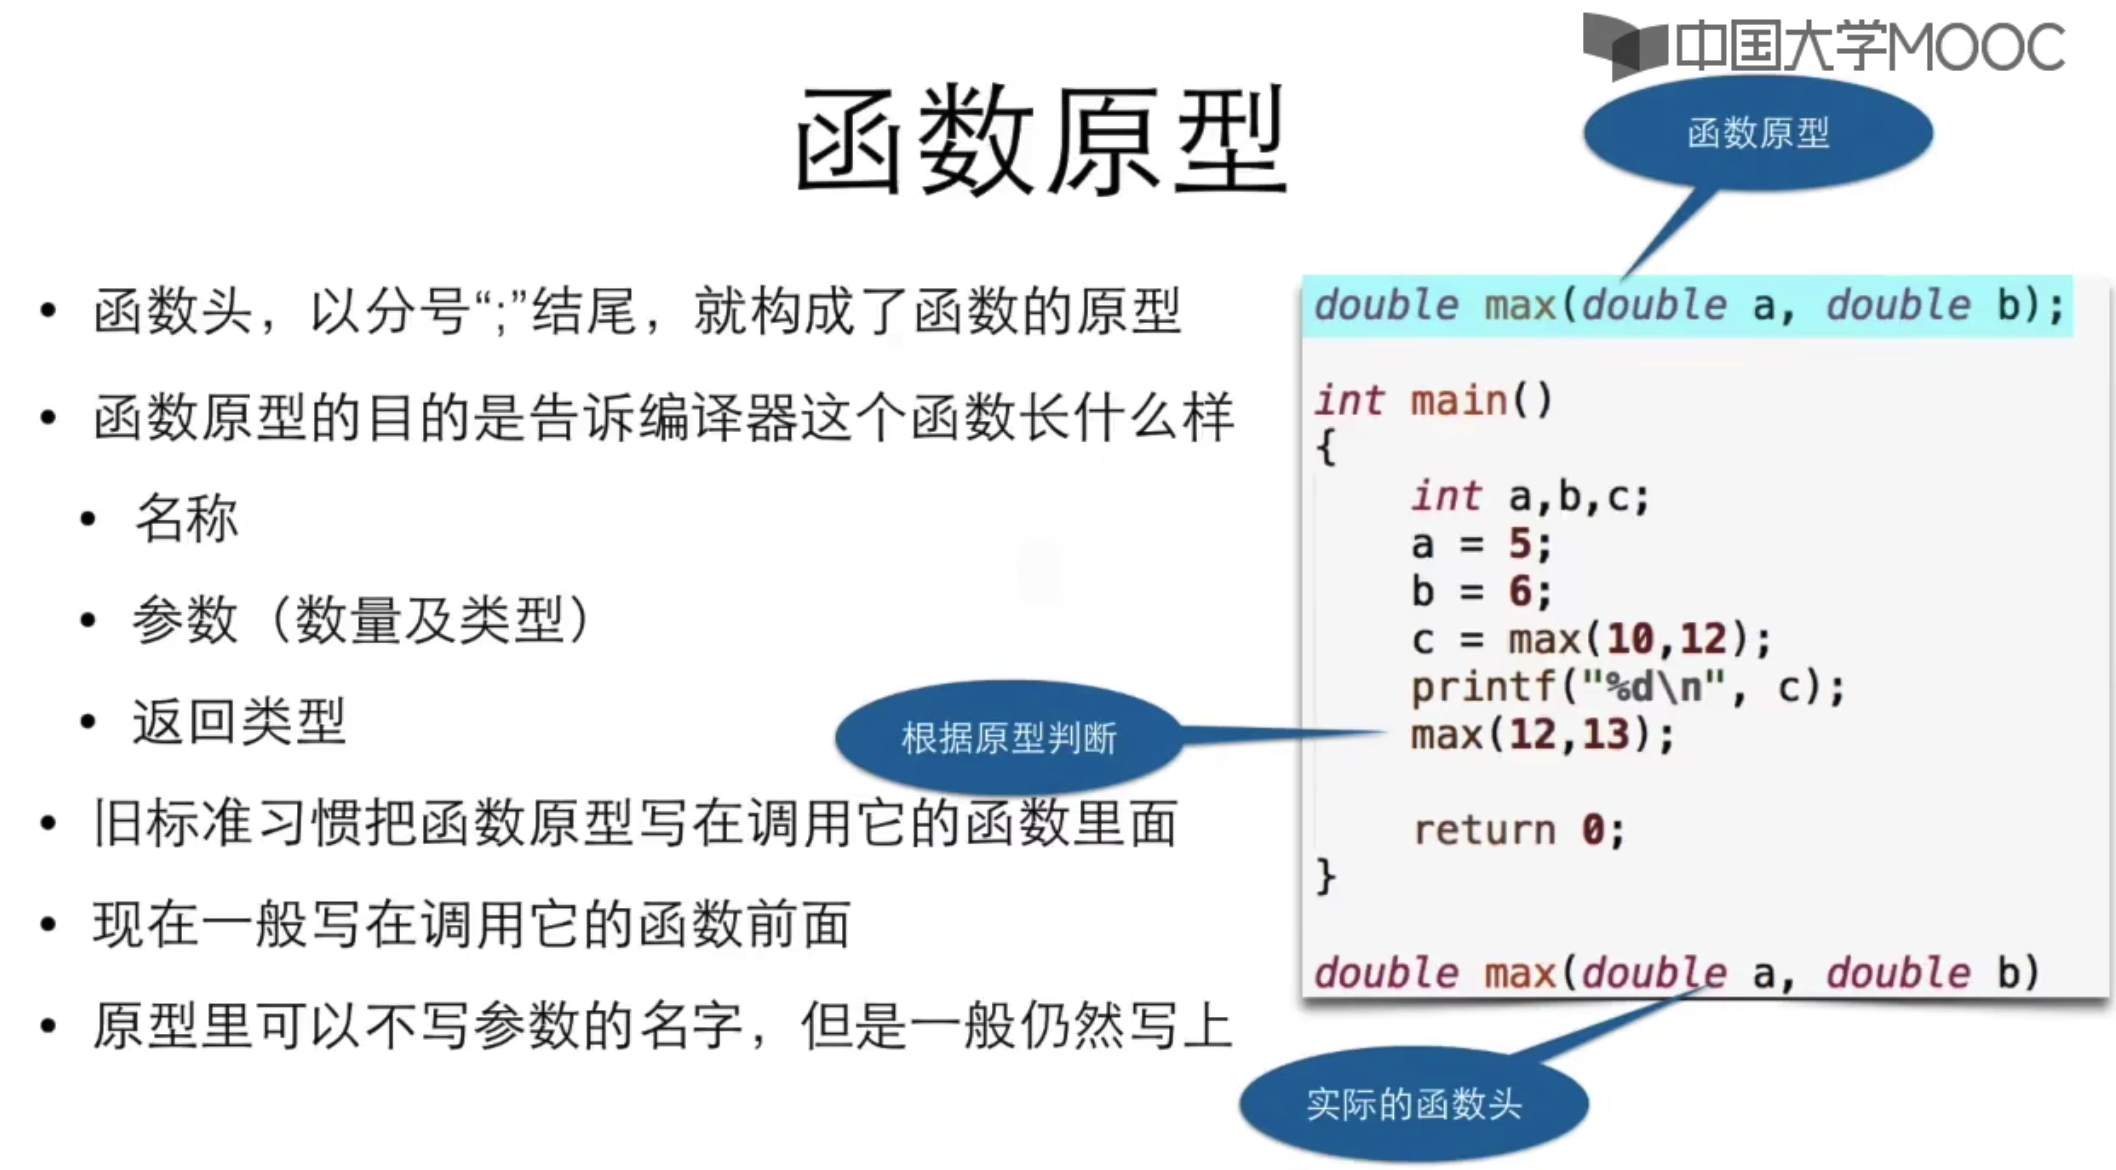 中国大学MOOC
函数原型
函数原型
• 函数头，以分号“;”结尾，就构成了函数的原型
• 函数原型的目的是告诉编译器这个函数长什么样
• 名称
• 参数（数量及类型）
• 返回类型
• 旧标准习惯把函数原型写在调用它的函数里面
• 现在一般写在调用它的函数前面
• 原型里可以不写参数的名字，但是一般仍然写上
double max(double a, double b);
int main()
{
int a,b,c;
a = 5;
b = 6;
c = max(10,12);
printf("%d\n", c);
max(12,13);
return 0;
}
double max(double a, double b)
根据原型判断
实际的函数头